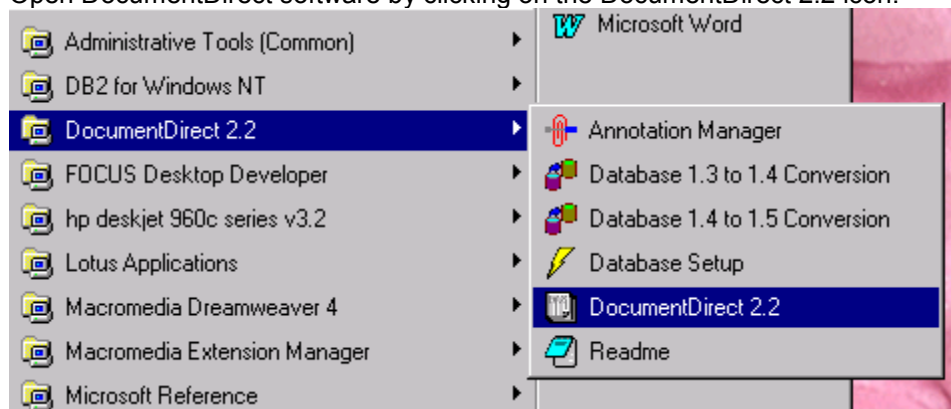 Open DocumentDirect software by clicking on the DocumentDirect 2.2 icon.
Administrative Tools (Common)
DB2 for Windows NT
DocumentDirect 2.2
FOCUS Desktop Developer
hp deskjet 960c series v3.2
Lotus Applications
Macromedia Dreamweaver 4
Macromedia Extension Manager
Microsoft Reference
Microsoft Word
Annotation Manager
Database 1.3 to 1.4 Conversion
Database 1.4 to 1.5 Conversion
Database Setup
DocumentDirect 2.2
Readme